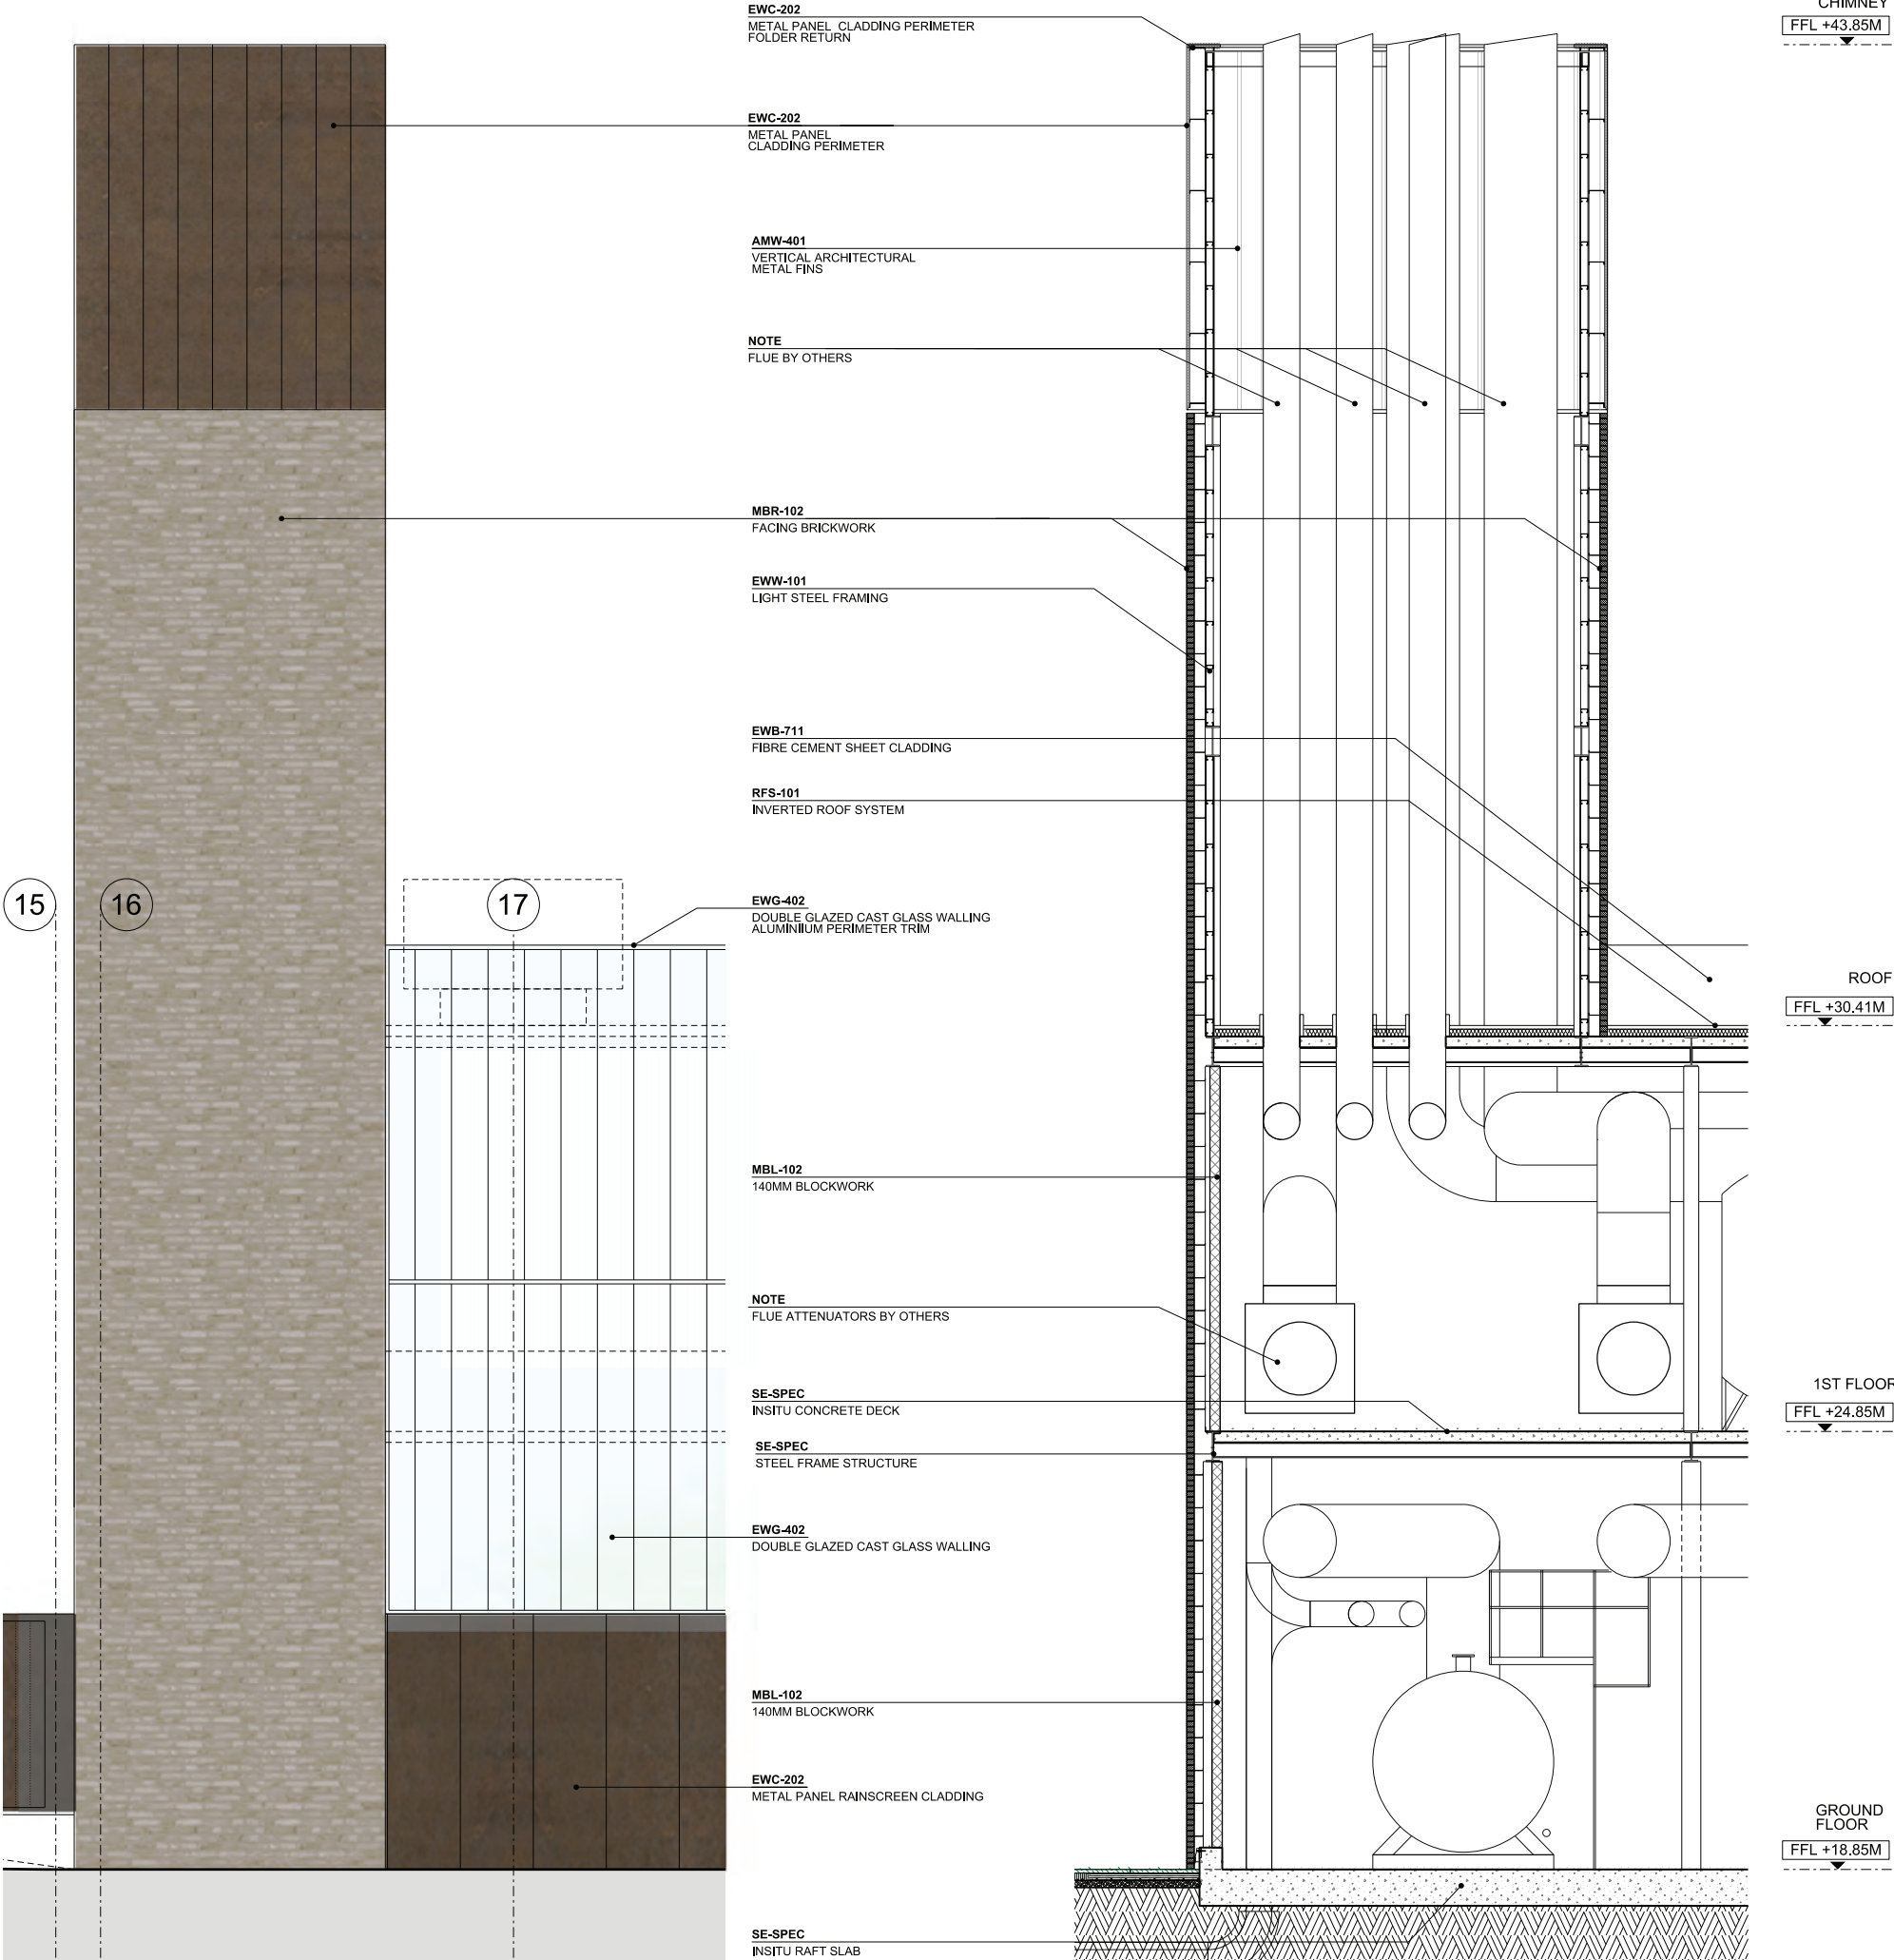 EWC-202
METAL PANEL CLADDING PERIMETER
FOLDER RETURN
EWC-202
METAL PANEL
CLADDING PERIMETER
AMW-401
VERTICAL ARCHITECTURAL
METAL FINS
NOTE
FLUE BY OTHERS
MBR-102
FACING BRICKWORK
EWW-101
LIGHT STEEL FRAMING
EWB-711
FIBRE CEMENT SHEET CLADDING
RFS-101
INVERTED ROOF SYSTEM
15
16
17
EWG-402
DOUBLE GLAZED CAST GLASS WALLING
ALUMINIUM PERIMETER TRIM
MBL-102
140MM BLOCKWORK
NOTE
FLUE ATTENUATORS BY OTHERS
SE-SPEC
INSITU CONCRETE DECK
SE-SPEC
STEEL FRAME STRUCTURE
EWG-402
DOUBLE GLAZED CAST GLASS WALLING
MBL-102
140MM BLOCKWORK
EWC-202
METAL PANEL RAINSCREEN CLADDING
SE-SPEC
INSITU RAFT SLAB
CHIMNEY
FFL +43.85M
ROOF
FFL +30.41M
1ST FLOOR
FFL +24.85M
GROUND
FLOOR
FFL +18.85M